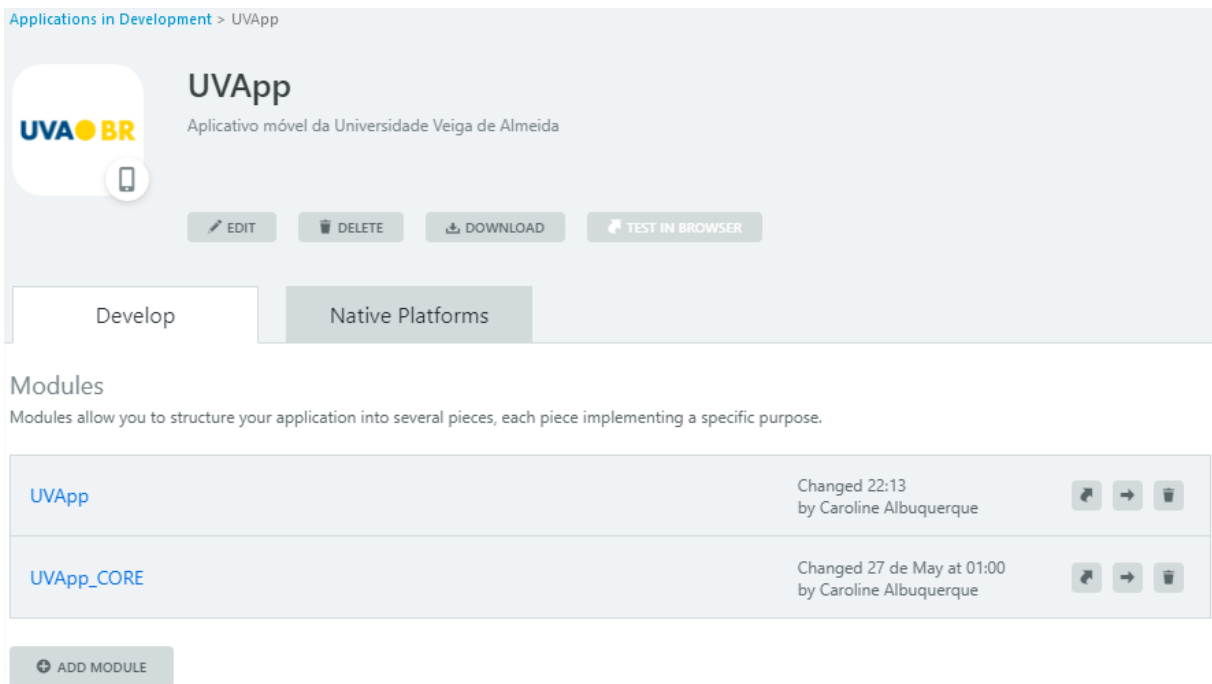 Applications in Development > UVApp
UVApp
UVA BR
Aplicativo móvel da Universidade Veiga de Almeida
EDIT
DELETE
DOWNLOAD
TEST IN BROWSER
Develop
Native Platforms
Modules
Modules allow you to structure your application into several pieces, each piece implementing a specific purpose.
UVApp
Changed 22:13
by Caroline Albuquerque
UVApp_CORE
Changed 27 de May at 01:00
by Caroline Albuquerque
ADD MODULE